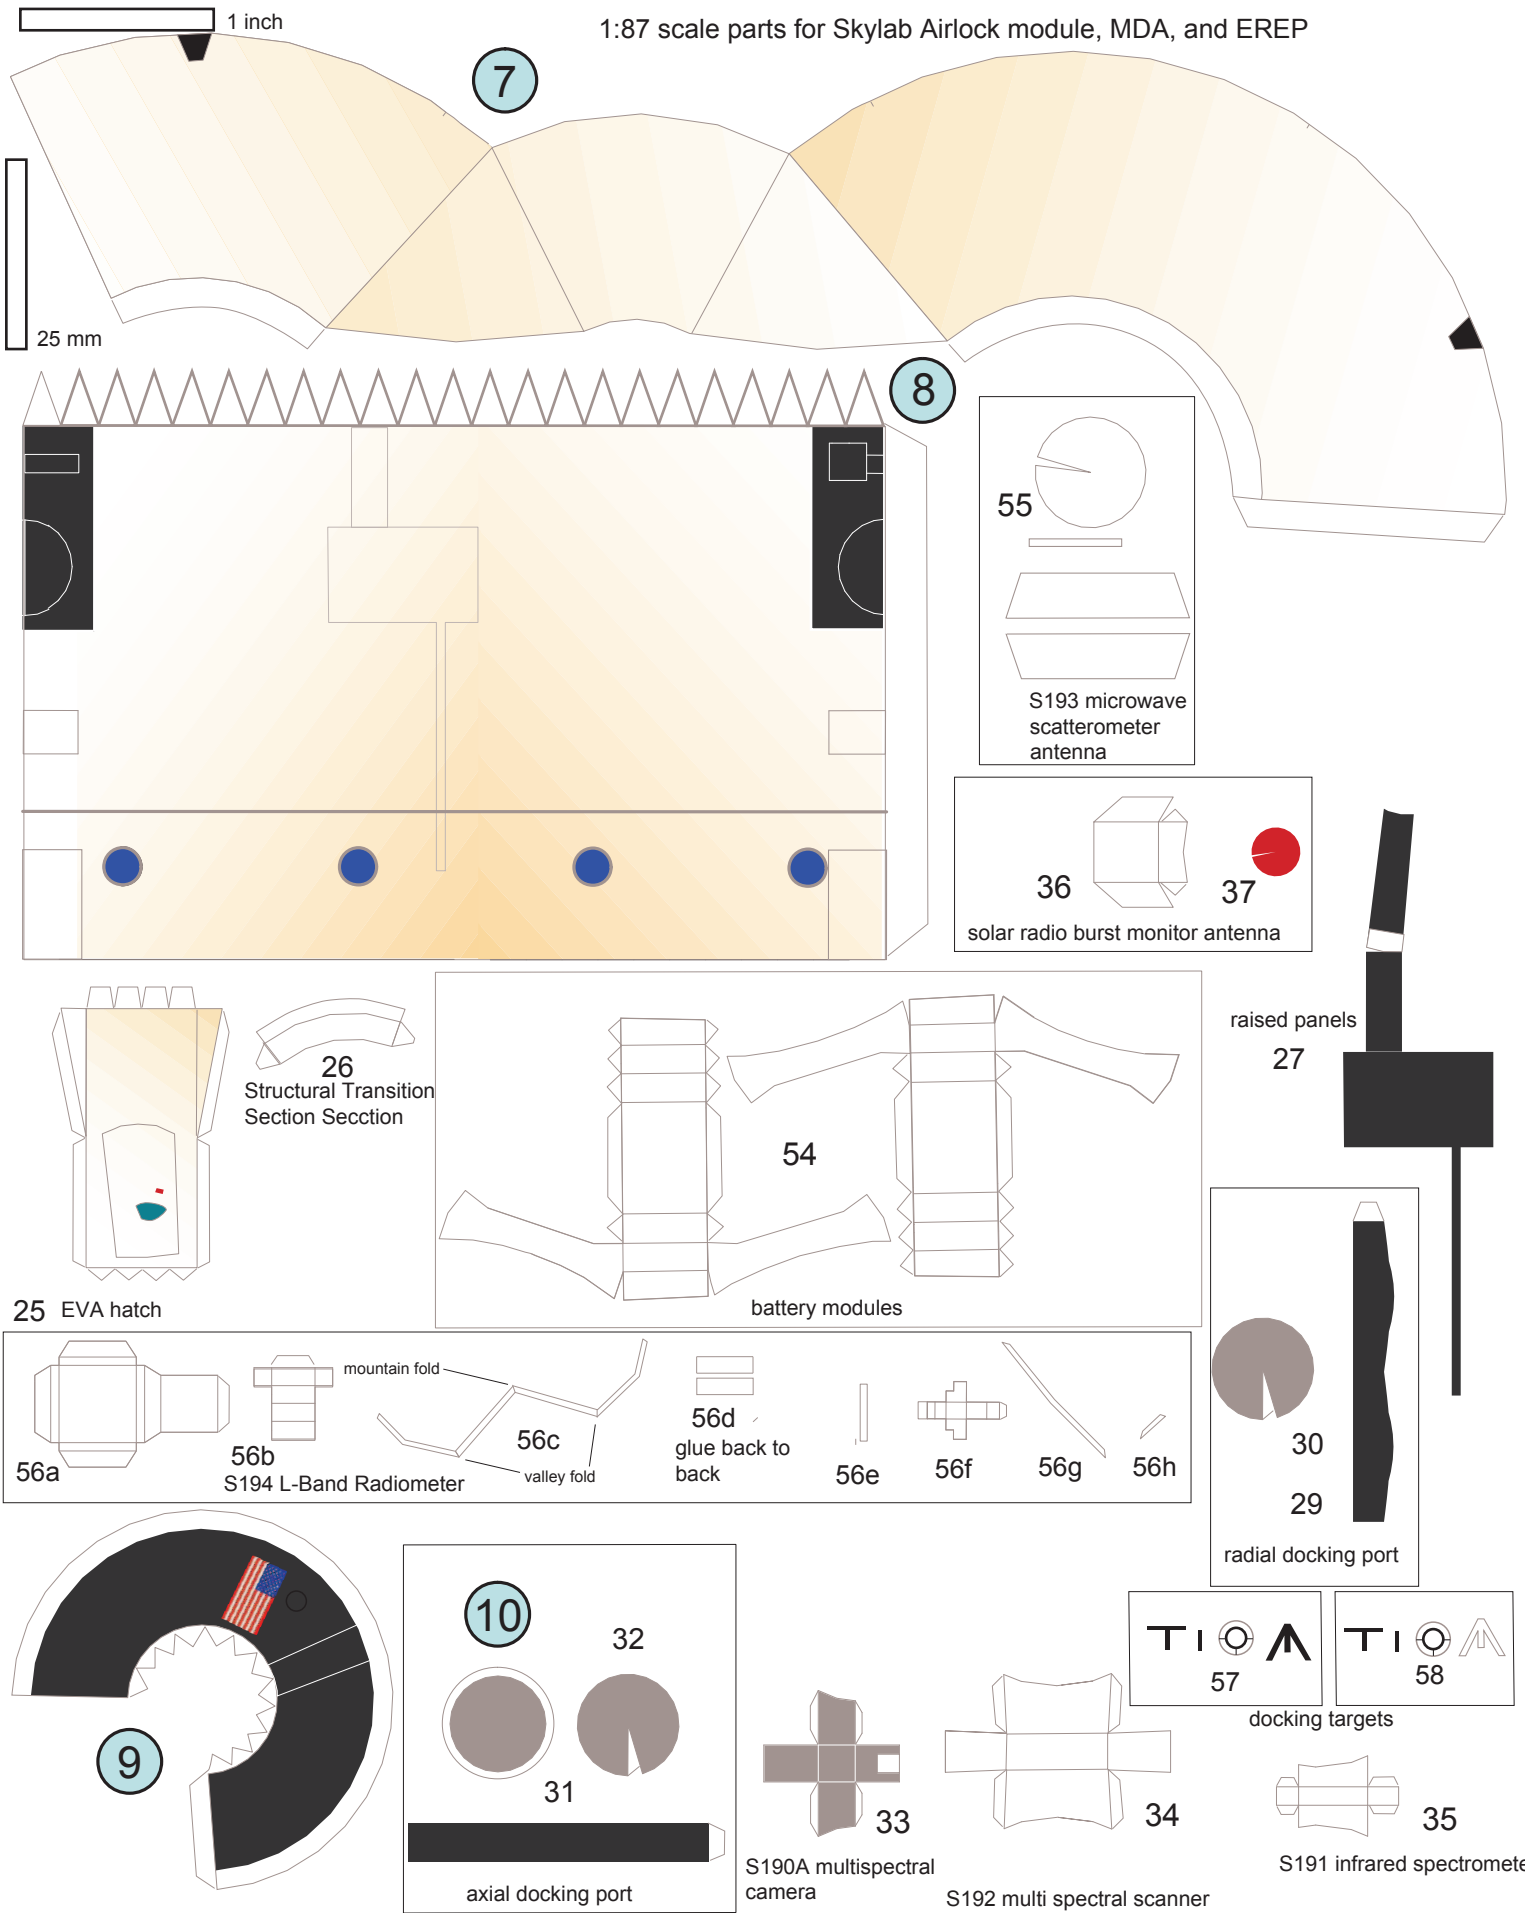 1 inch
1:87 scale parts for Skylab Airlock module, MDA, and EREP
7
25 mm
8
55
S193 microwave
scatterometer
antenna
36
37
solar radio burst monitor antenna
raised panels
27
26
Structural Transition
Section Secction
54
battery modules
25 EVA hatch
mountain fold
56a
56b
S194 L-Band Radiometer
56c
valley fold
56d
glue back to
back
56e
56f
56g
56h
30
29
radial docking port
9
10
32
31
axial docking port
33
S190A multispectral
camera
34
S192 multi spectral scanner
57
58
docking targets
35
S191 infrared spectromete